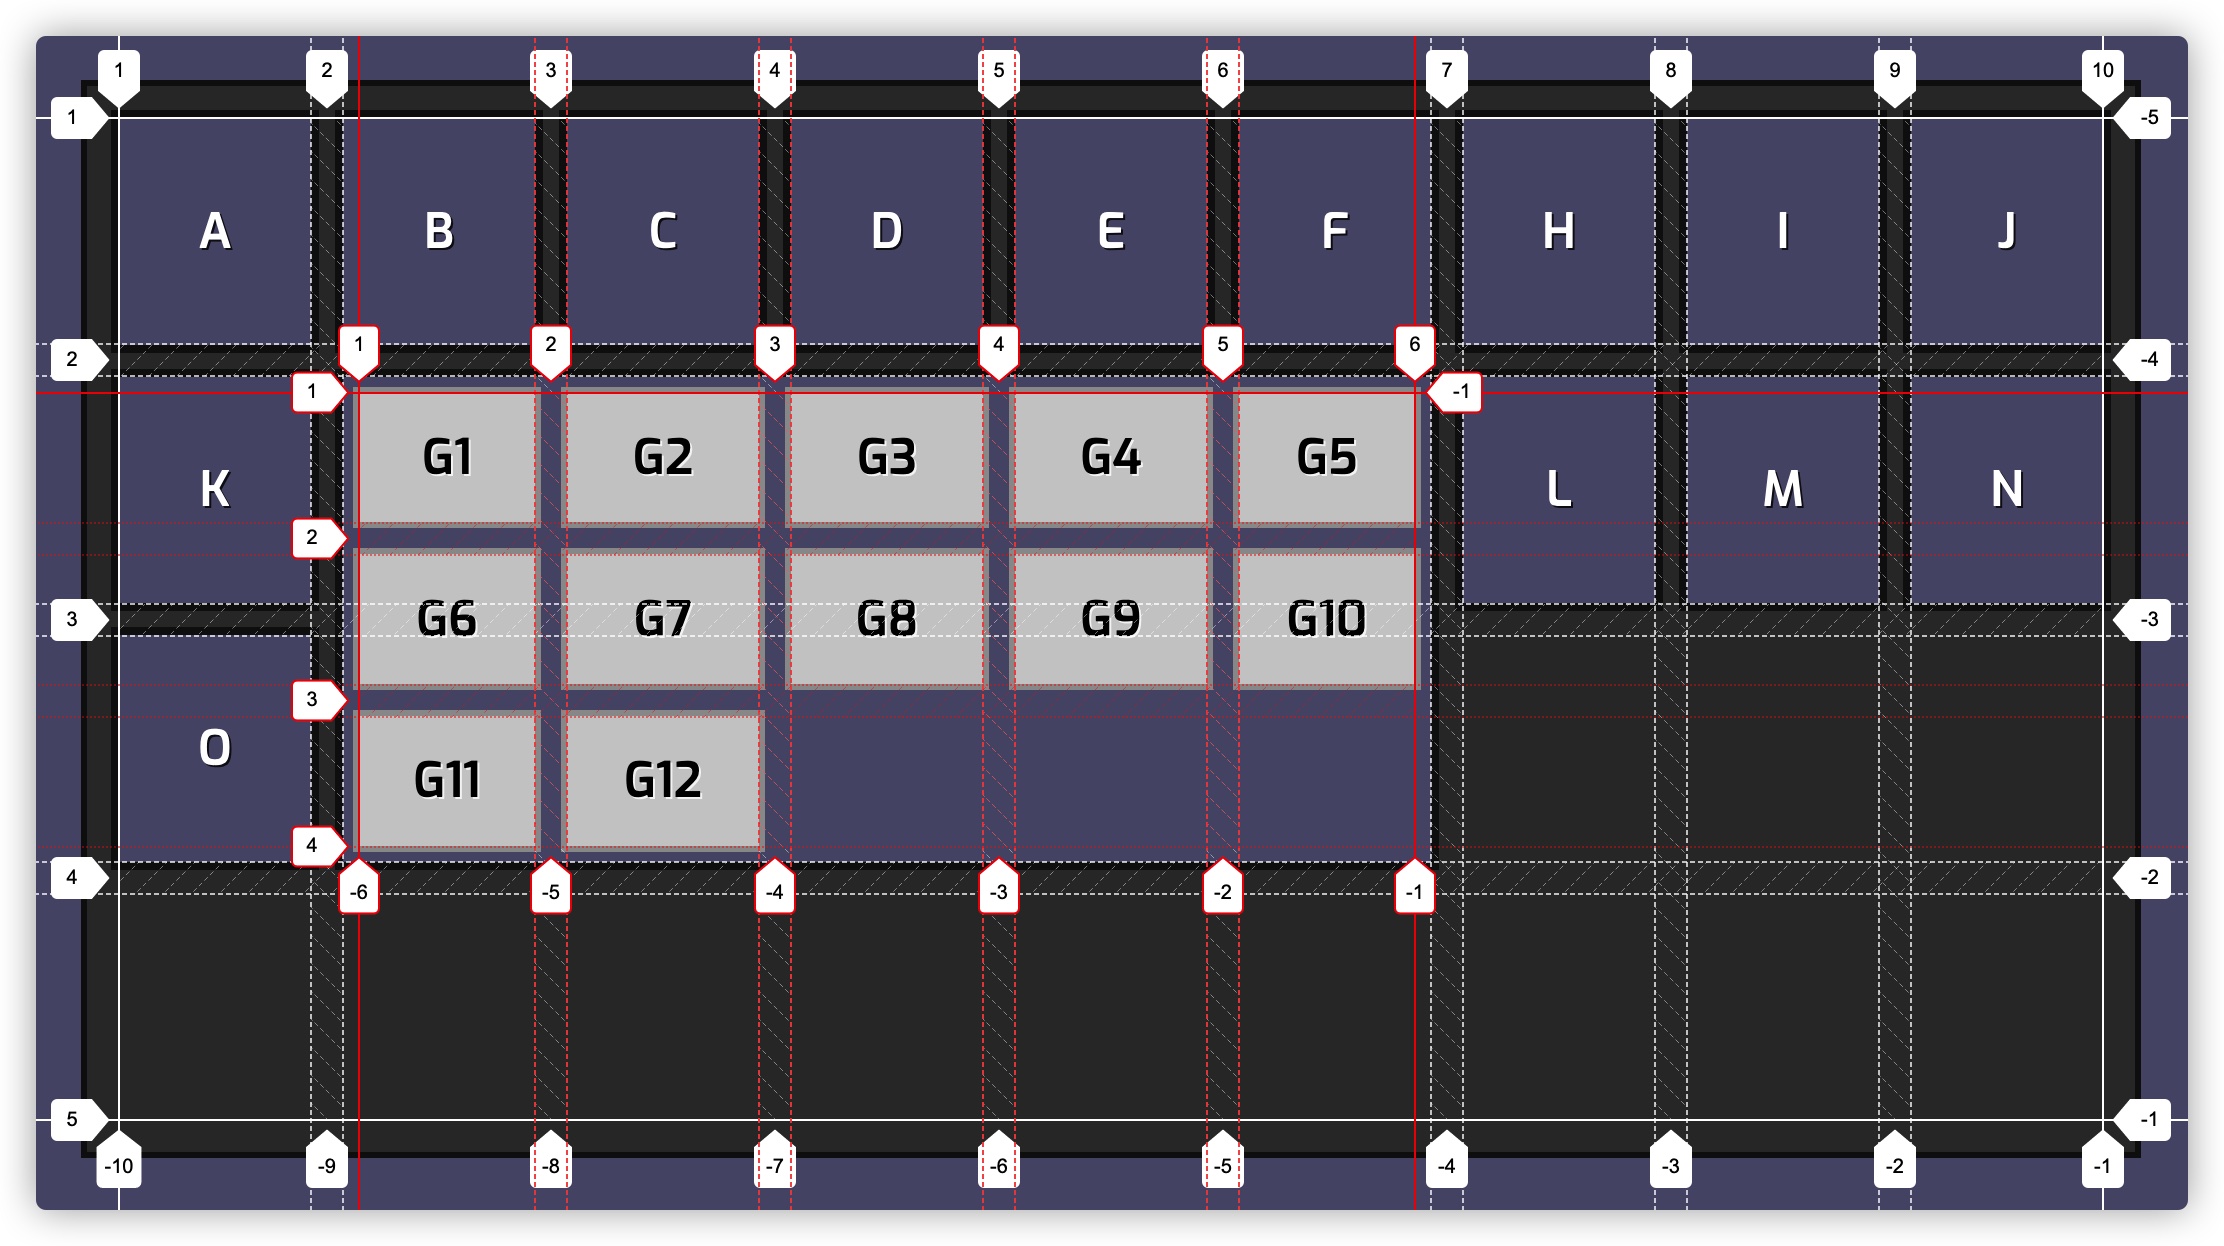 1 2 3 4 5 6 7 8 9 10
1 -5
A B C D E F H I J
1 2 3 4 5 6
2 -4
1 -1
G1 G2 G3 G4 G5
K L M N
2
3 G6 G7 G8 G9 G10 -3
3
O
G11 G12
4
4 -2
-6 -5 -4 -3 -2 -1
5 -1
-10 -9 -8 -7 -6 -5 -4 -3 -2 -1